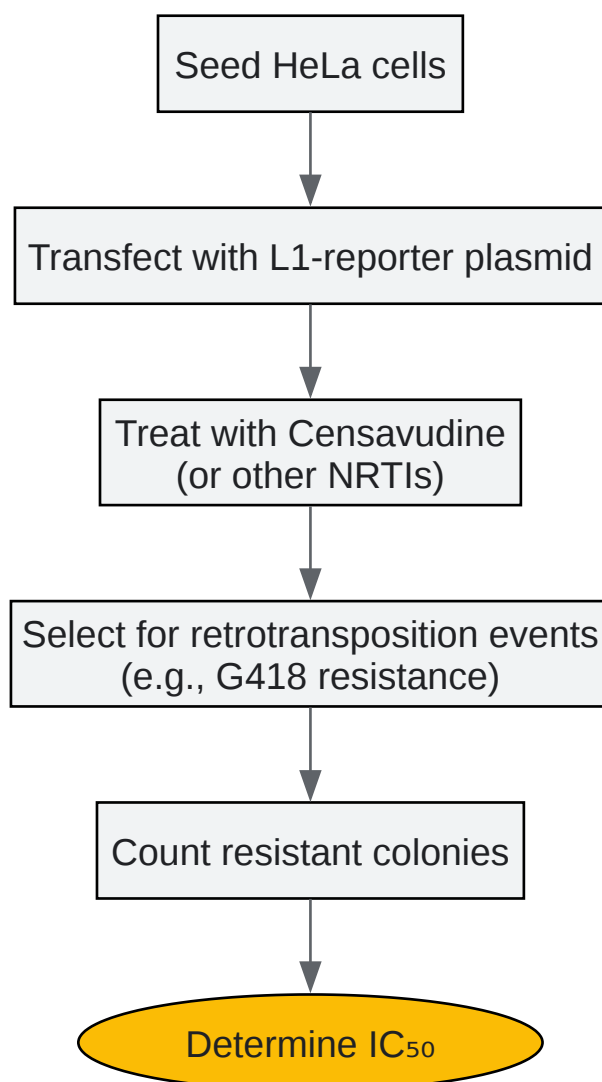 Seed HeLa cells
Transfect with L1-reporter plasmid
Treat with Censavudine
(or other NRTIs)
Select for retrotransposition events
(e.g., G418 resistance)
Count resistant colonies
Determine IC₅₀